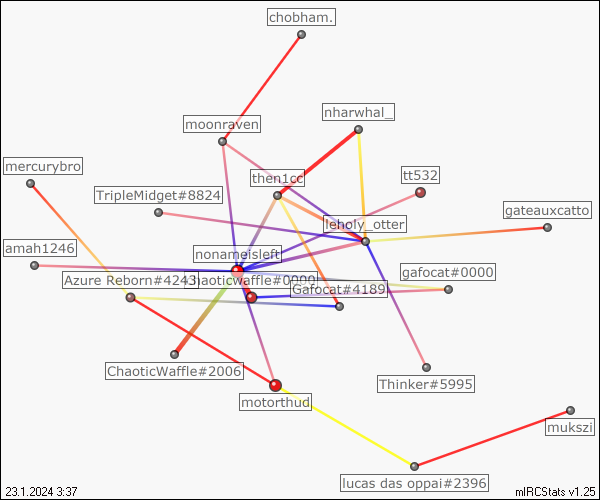 chobham.
nharwhal_
moonraven
mercurybro
then1cc
tt532
TripleMidget#8824
gateauxcatto
leholy_otter
amah1246
nonameisleft
gafocat#0000
Azure Reborn#4243
chaoticwaffle#0000
Gafocat#4189
ChaoticWaffle#2006
Thinker#5995
motorthud
mukszi
lucas das oppai#2396
23.1.2024 3:37
mIRCStats v1.25